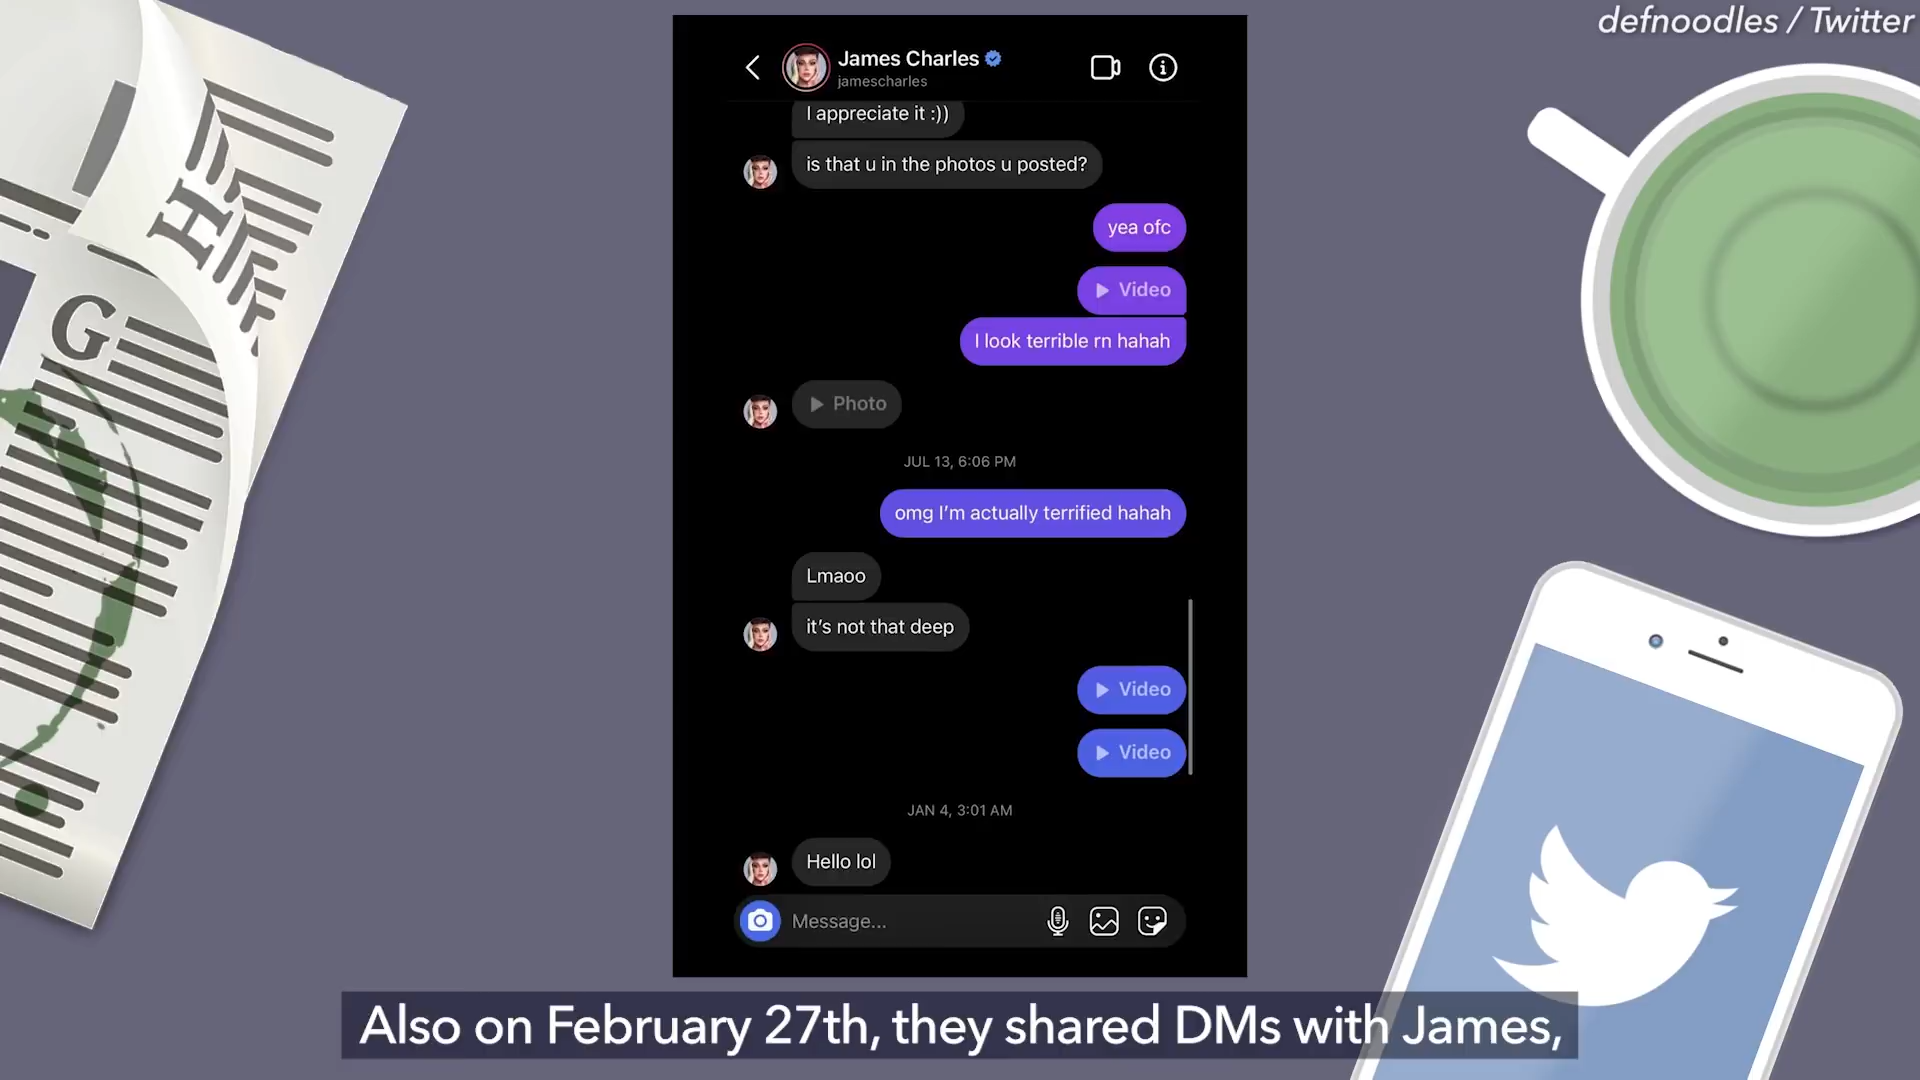 defnoodles / Twitter
James Charles
jamescharles
I appreciate it :))
is that u in the photos u posted?
yea ofc
Video
I look terrible rn hahah
Photo
JUL 13, 6:06 PM
omg I'm actually terrified hahah
Lmaoo
it's not that deep
Video
Video
JAN 4, 3:01 AM
Hello lol
Message...
H
G
Also on February 27th, they shared DMs with James,